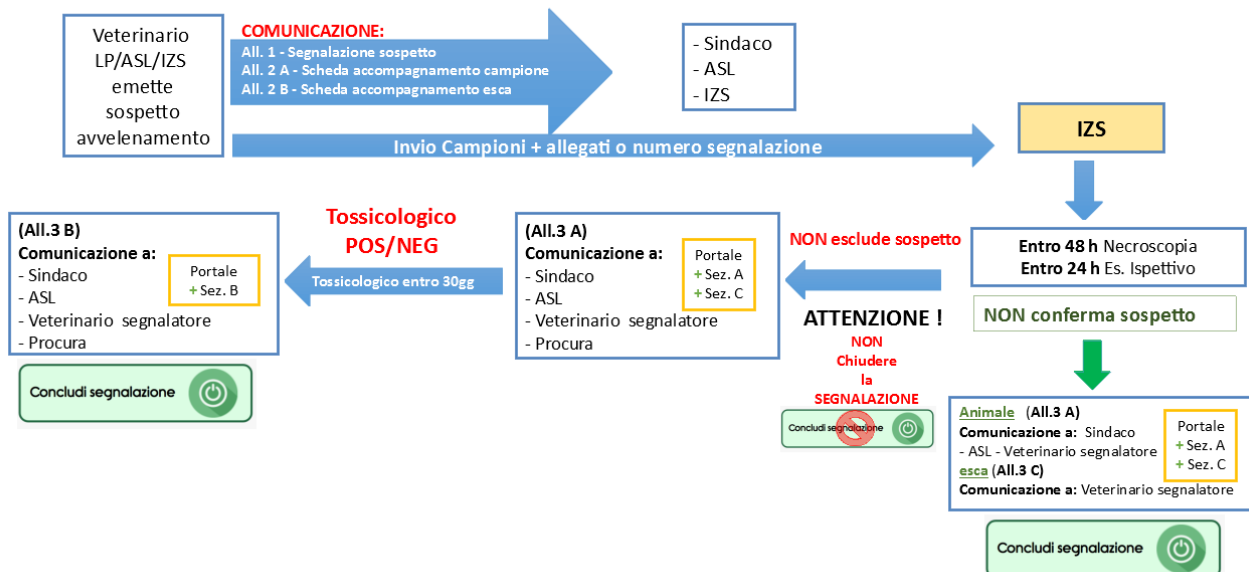 Veterinario
LP/ASL/IZS
emette
sospetto
avvelenamento
COMUNICAZIONE:
All. 1 - Segnalazione sospetto
All. 2 A - Scheda accompagnamento campione
All. 2 B - Scheda accompagnamento esca
- Sindaco
- ASL
- IZS
Invio Campioni + allegati o numero segnalazione
IZS
Entro 48 h Necroscopia
Entro 24 h Es. Ispettivo
NON esclude sospetto
ATTENZIONE !
NON
Chiudere
la
SEGNALAZIONE
Concludi segnalazione
(All.3 A)
Comunicazione a:
- Sindaco
- ASL
- Veterinario segnalatore
- Procura
Portale
+ Sez. A
+ Sez. C
Tossicologico
POS/NEG
Tossicologico entro 30gg
(All.3 B)
Comunicazione a:
- Sindaco
- ASL
- Veterinario segnalatore
- Procura
Portale
+ Sez. B
Concludi segnalazione
NON conferma sospetto
Animale (All.3 A)
Comunicazione a: Sindaco
- ASL - Veterinario segnalatore
esca (All.3 C)
Comunicazione a: Veterinario segnalatore
Portale
+ Sez. A
+ Sez. C
Concludi segnalazione